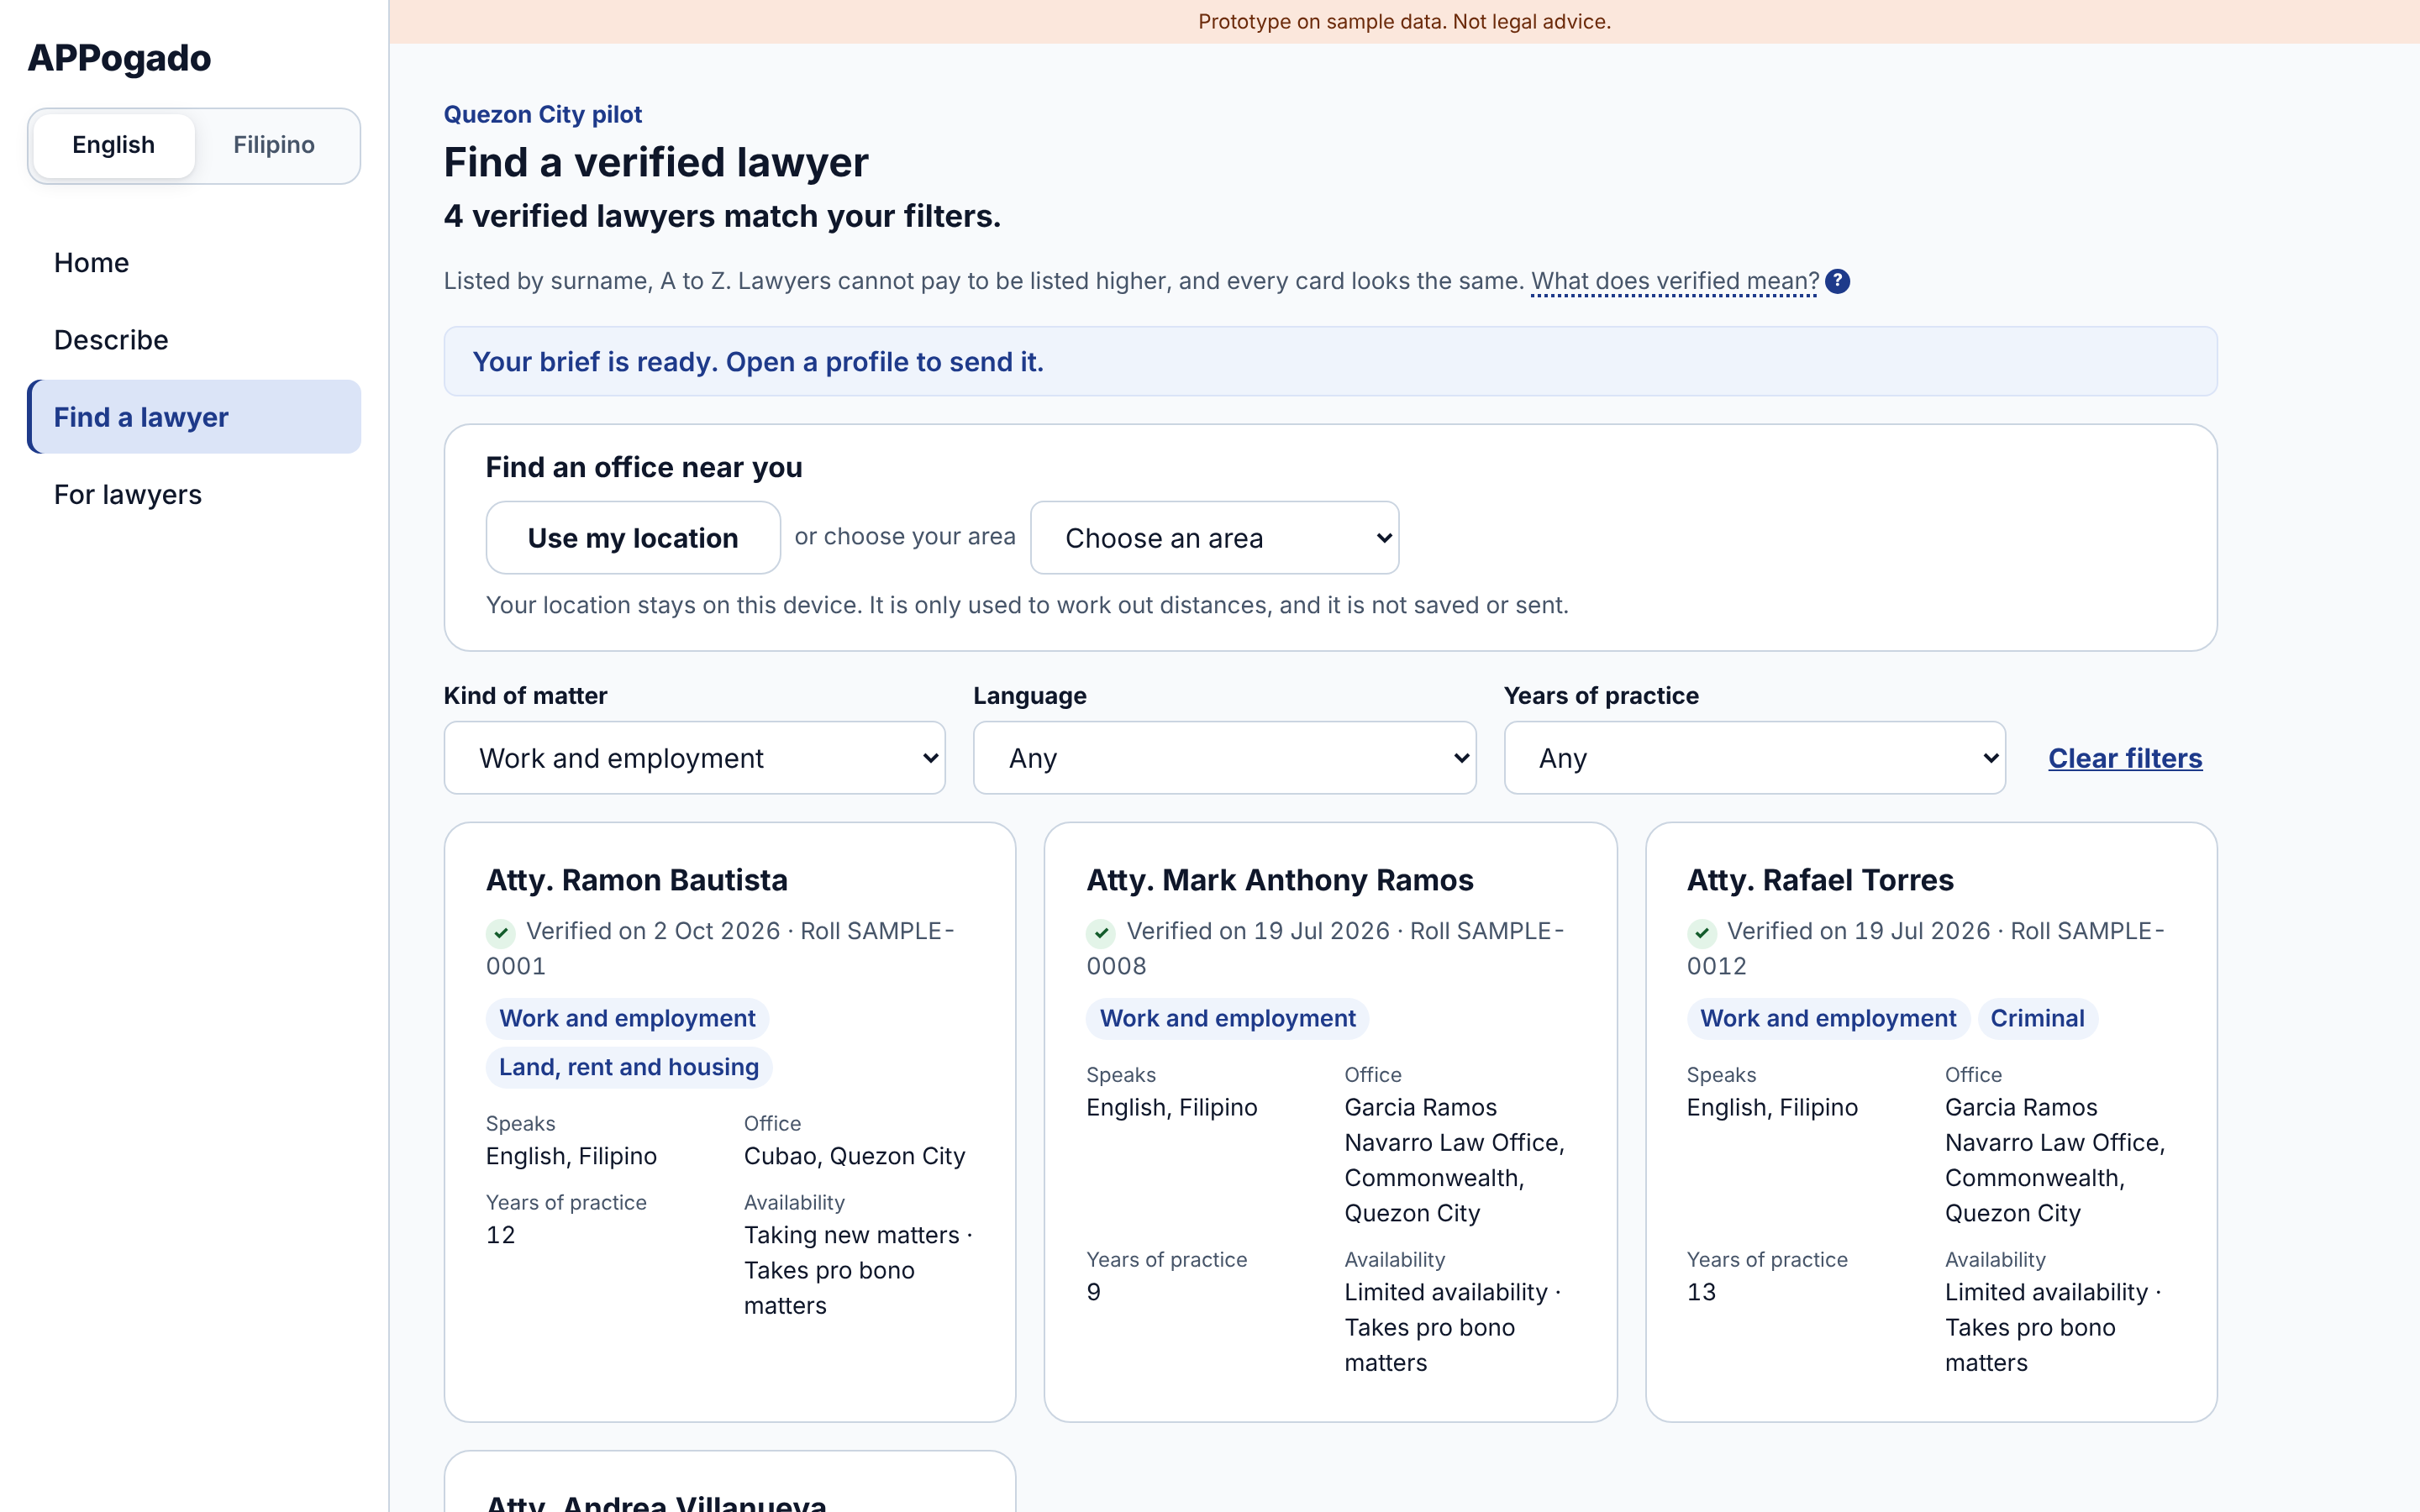 Prototype on sample data. Not legal advice.
APPogado
English
Filipino
Home
Describe
Find a lawyer
For lawyers
Quezon City pilot
Find a verified lawyer
4 verified lawyers match your filters.
Listed by surname, A to Z. Lawyers cannot pay to be listed higher, and every card looks the same. What does verified mean? ?
Your brief is ready. Open a profile to send it.
Find an office near you
Use my location or choose your area Choose an area
Your location stays on this device. It is only used to work out distances, and it is not saved or sent.
Kind of matter
Work and employment
Language
Any
Years of practice
Any
Clear filters
Atty. Ramon Bautista
Verified on 2 Oct 2026 · Roll SAMPLE-
0001
Work and employment
Land, rent and housing
Speaks
English, Filipino
Office
Cubao, Quezon City
Years of practice
12
Availability
Taking new matters ·
Takes pro bono
matters
Atty. Mark Anthony Ramos
Verified on 19 Jul 2026 · Roll SAMPLE-
0008
Work and employment
Speaks
English, Filipino
Office
Garcia Ramos
Navarro Law Office,
Commonwealth,
Quezon City
Years of practice
9
Availability
Limited availability ·
Takes pro bono
matters
Atty. Rafael Torres
Verified on 19 Jul 2026 · Roll SAMPLE-
0012
Work and employment
Criminal
Speaks
English, Filipino
Office
Garcia Ramos
Navarro Law Office,
Commonwealth,
Quezon City
Years of practice
13
Availability
Limited availability ·
Takes pro bono
matters
Atty. Andrea Villanueva